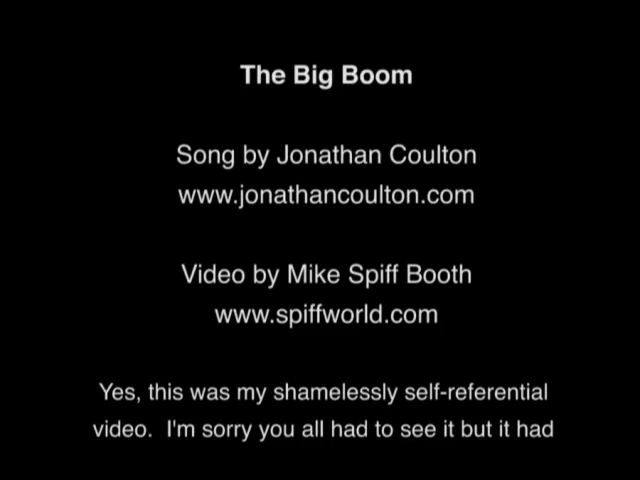 The Big Boom
Song by Jonathan Coulton
www.jonathancoulton.com
Video by Mike Spiff Booth
www.spiffworld.com
Yes, this was my shamelessly self-referential
video.  I'm sorry you all had to see it but it had